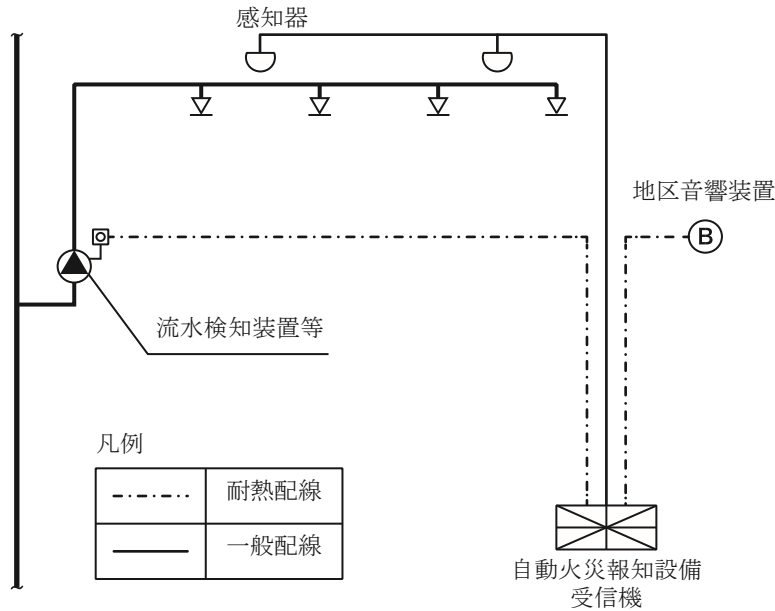 感知器
地区音響装置
B
流水検知装置等
凡例
耐熱配線
一般配線
自動火災報知設備
受信機